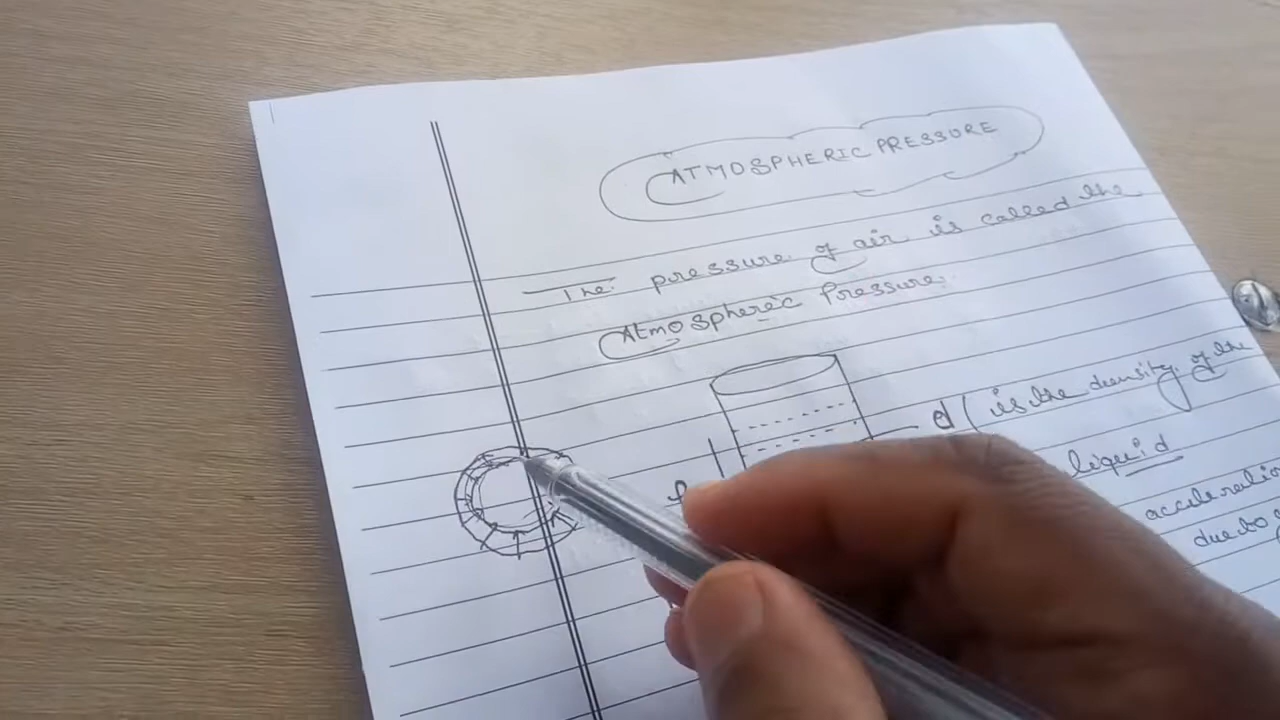 ATMOSPHERIC PRESSURE
The pressure of air is called the
Atmospheric Pressure.
d (is the density of the
liquid
acceleration
due to